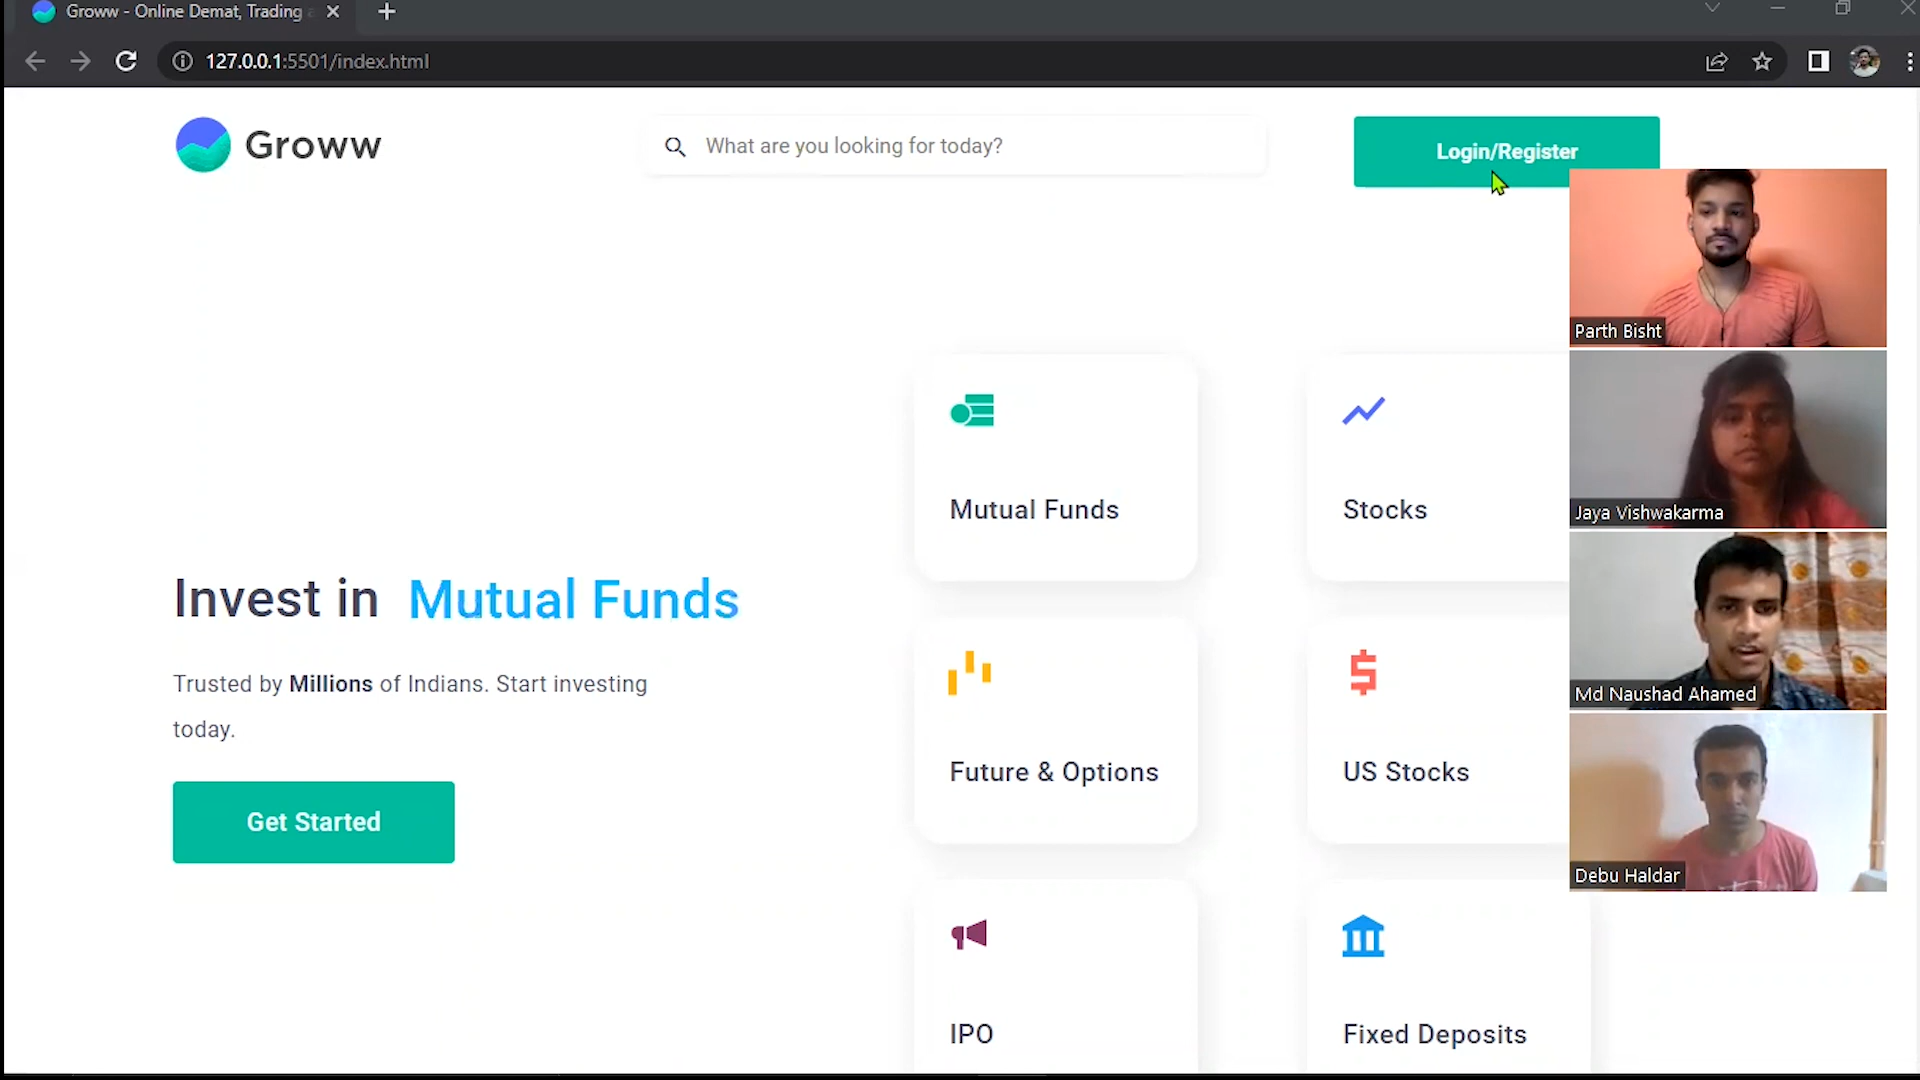 Groww - Online Demat, Trading a
127.0.0.1:5501/index.html
Groww
What are you looking for today?
Login/Register
Parth Bisht
Mutual Funds
Stocks
Jaya Vishwakarma
Invest in Mutual Funds
Trusted by Millions of Indians. Start investing
today.
Md Naushad Ahamed
Future & Options
US Stocks
Get Started
Debu Haldar
IPO
Fixed Deposits